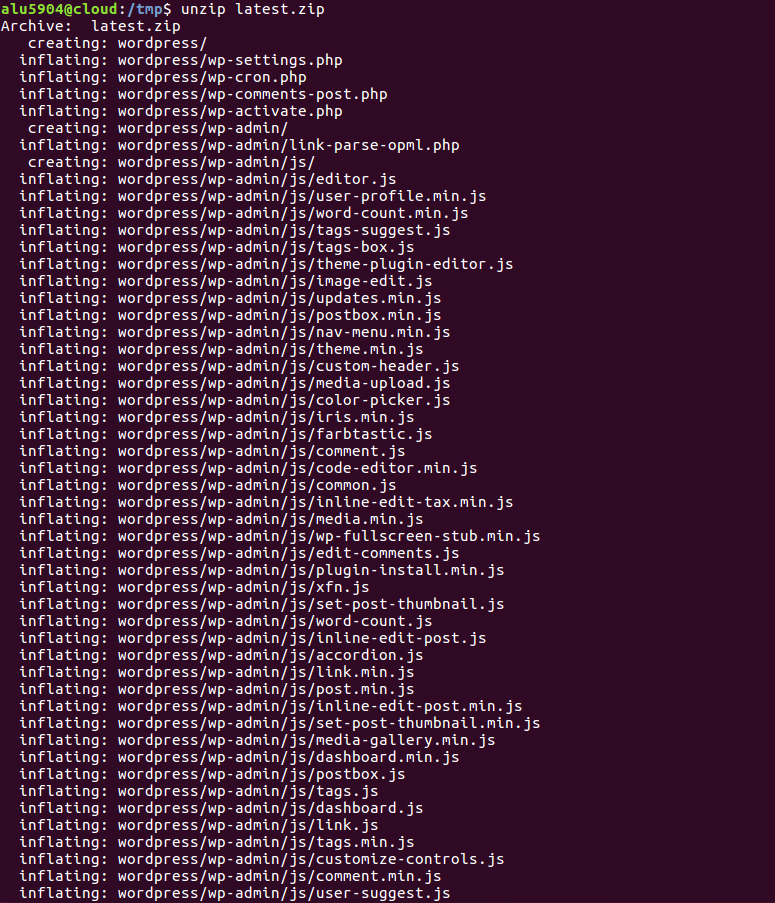 alu5904@cloud:/tmp$ unzip latest.zip
Archive:  latest.zip
   creating: wordpress/
  inflating: wordpress/wp-settings.php
  inflating: wordpress/wp-cron.php
  inflating: wordpress/wp-comments-post.php
  inflating: wordpress/wp-activate.php
   creating: wordpress/wp-admin/
  inflating: wordpress/wp-admin/link-parse-opml.php
   creating: wordpress/wp-admin/js/
  inflating: wordpress/wp-admin/js/editor.js
  inflating: wordpress/wp-admin/js/user-profile.min.js
  inflating: wordpress/wp-admin/js/word-count.min.js
  inflating: wordpress/wp-admin/js/tags-suggest.js
  inflating: wordpress/wp-admin/js/tags-box.js
  inflating: wordpress/wp-admin/js/theme-plugin-editor.js
  inflating: wordpress/wp-admin/js/image-edit.js
  inflating: wordpress/wp-admin/js/updates.min.js
  inflating: wordpress/wp-admin/js/postbox.min.js
  inflating: wordpress/wp-admin/js/nav-menu.min.js
  inflating: wordpress/wp-admin/js/theme.min.js
  inflating: wordpress/wp-admin/js/custom-header.js
  inflating: wordpress/wp-admin/js/media-upload.js
  inflating: wordpress/wp-admin/js/color-picker.js
  inflating: wordpress/wp-admin/js/iris.min.js
  inflating: wordpress/wp-admin/js/farbtastic.js
  inflating: wordpress/wp-admin/js/comment.js
  inflating: wordpress/wp-admin/js/code-editor.min.js
  inflating: wordpress/wp-admin/js/common.js
  inflating: wordpress/wp-admin/js/inline-edit-tax.min.js
  inflating: wordpress/wp-admin/js/media.min.js
  inflating: wordpress/wp-admin/js/wp-fullscreen-stub.min.js
  inflating: wordpress/wp-admin/js/edit-comments.js
  inflating: wordpress/wp-admin/js/plugin-install.min.js
  inflating: wordpress/wp-admin/js/xfn.js
  inflating: wordpress/wp-admin/js/set-post-thumbnail.js
  inflating: wordpress/wp-admin/js/word-count.js
  inflating: wordpress/wp-admin/js/inline-edit-post.js
  inflating: wordpress/wp-admin/js/accordion.js
  inflating: wordpress/wp-admin/js/link.min.js
  inflating: wordpress/wp-admin/js/post.min.js
  inflating: wordpress/wp-admin/js/inline-edit-post.min.js
  inflating: wordpress/wp-admin/js/set-post-thumbnail.min.js
  inflating: wordpress/wp-admin/js/media-gallery.min.js
  inflating: wordpress/wp-admin/js/dashboard.min.js
  inflating: wordpress/wp-admin/js/postbox.js
  inflating: wordpress/wp-admin/js/tags.js
  inflating: wordpress/wp-admin/js/dashboard.js
  inflating: wordpress/wp-admin/js/link.js
  inflating: wordpress/wp-admin/js/tags.min.js
  inflating: wordpress/wp-admin/js/customize-controls.js
  inflating: wordpress/wp-admin/js/comment.min.js
  inflating: wordpress/wp-admin/js/user-suggest.js